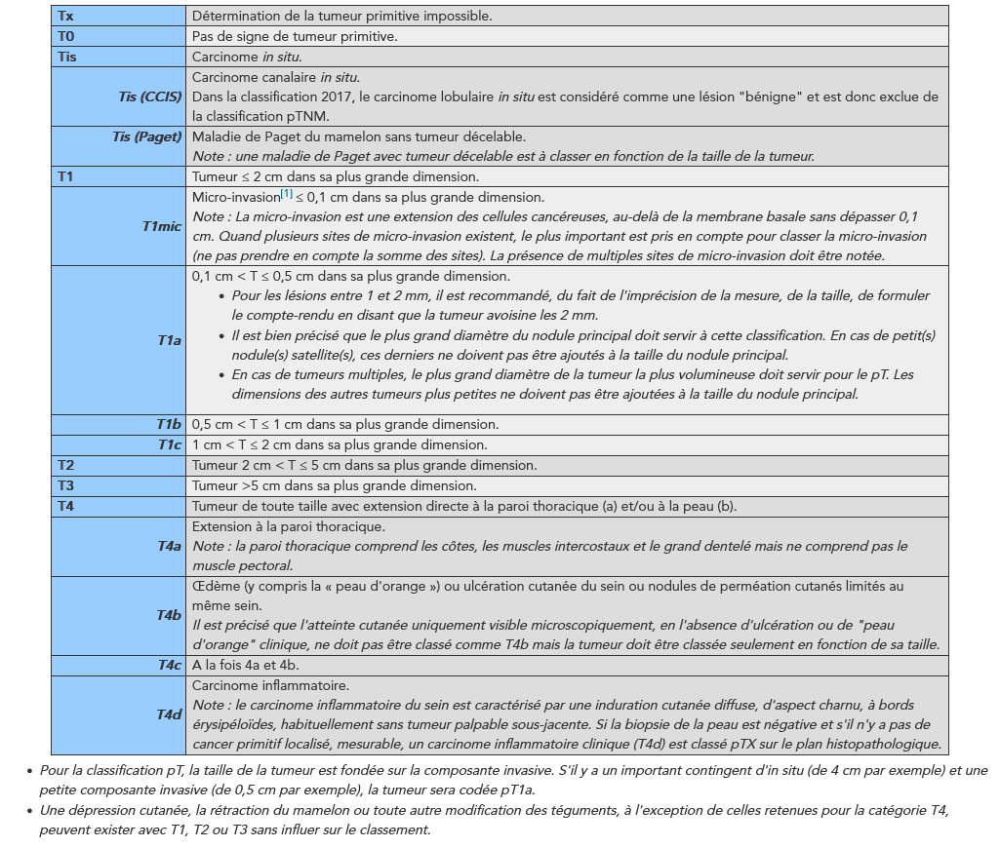 Tx Détermination de la tumeur primitive impossible.
T0 Pas de signe de tumeur primitive.
Tis Carcinome in situ.
Carcinome canalaire in situ.
Tis (CCIS) Dans la classification 2017, le carcinome lobulaire in situ est considéré comme une lésion "bénigne" et est donc exclue de
la classification pTNM.
Tis (Paget) Maladie de Paget du mamelon sans tumeur décelable.
Note : une maladie de Paget avec tumeur décelable est à classer en fonction de la taille de la tumeur.
T1 Tumeur ≤ 2 cm dans sa plus grande dimension.
Micro-invasion[1] ≤ 0,1 cm dans sa plus grande dimension.
T1mic Note : La micro-invasion est une extension des cellules cancéreuses, au-delà de la membrane basale sans dépasser 0,1
cm. Quand plusieurs sites de micro-invasion existent, le plus important est pris en compte pour classer la micro-invasion
(ne pas prendre en compte la somme des sites). La présence de multiples sites de micro-invasion doit être notée.
0,1 cm < T ≤ 0,5 cm dans sa plus grande dimension.
• Pour les lésions entre 1 et 2 mm, il est recommandé, du fait de l'imprécision de la mesure, de la taille, de formuler
le compte-rendu en disant que la tumeur avoisine les 2 mm.
T1a • Il est bien précisé que le plus grand diamètre du nodule principal doit servir à cette classification. En cas de petit(s)
nodule(s) satellite(s), ces derniers ne doivent pas être ajoutés à la taille du nodule principal.
• En cas de tumeurs multiples, le plus grand diamètre de la tumeur la plus volumineuse doit servir pour le pT. Les
dimensions des autres tumeurs plus petites ne doivent pas être ajoutées à la taille du nodule principal.
T1b 0,5 cm < T ≤ 1 cm dans sa plus grande dimension.
T1c 1 cm < T ≤ 2 cm dans sa plus grande dimension.
T2 Tumeur 2 cm < T ≤ 5 cm dans sa plus grande dimension.
T3 Tumeur >5 cm dans sa plus grande dimension.
T4 Tumeur de toute taille avec extension directe à la paroi thoracique (a) et/ou à la peau (b).
Extension à la paroi thoracique.
T4a Note : la paroi thoracique comprend les côtes, les muscles intercostaux et le grand dentelé mais ne comprend pas le
muscle pectoral.
Œdème (y compris la « peau d'orange ») ou ulcération cutanée du sein ou nodules de perméation cutanés limités au
même sein.
T4b Il est précisé que l'atteinte cutanée uniquement visible microscopiquement, en l'absence d'ulcération ou de "peau
d'orange" clinique, ne doit pas être classé comme T4b mais la tumeur doit être classée seulement en fonction de sa taille.
T4c A la fois 4a et 4b.
Carcinome inflammatoire.
T4d Note : le carcinome inflammatoire du sein est caractérisé par une induration cutanée diffuse, d'aspect charnu, à bords
érysipéloïdes, habituellement sans tumeur palpable sous-jacente. Si la biopsie de la peau est négative et s'il n'y a pas de
cancer primitif localisé, mesurable, un carcinome inflammatoire clinique (T4d) est classé pTX sur le plan histopathologique.
• Pour la classification pT, la taille de la tumeur est fondée sur la composante invasive. S'il y a un important contingent d'in situ (de 4 cm par exemple) et une
petite composante invasive (de 0,5 cm par exemple), la tumeur sera codée pT1a.
• Une dépression cutanée, la rétraction du mamelon ou toute autre modification des téguments, à l'exception de celles retenues pour la catégorie T4,
peuvent exister avec T1, T2 ou T3 sans influer sur le classement.